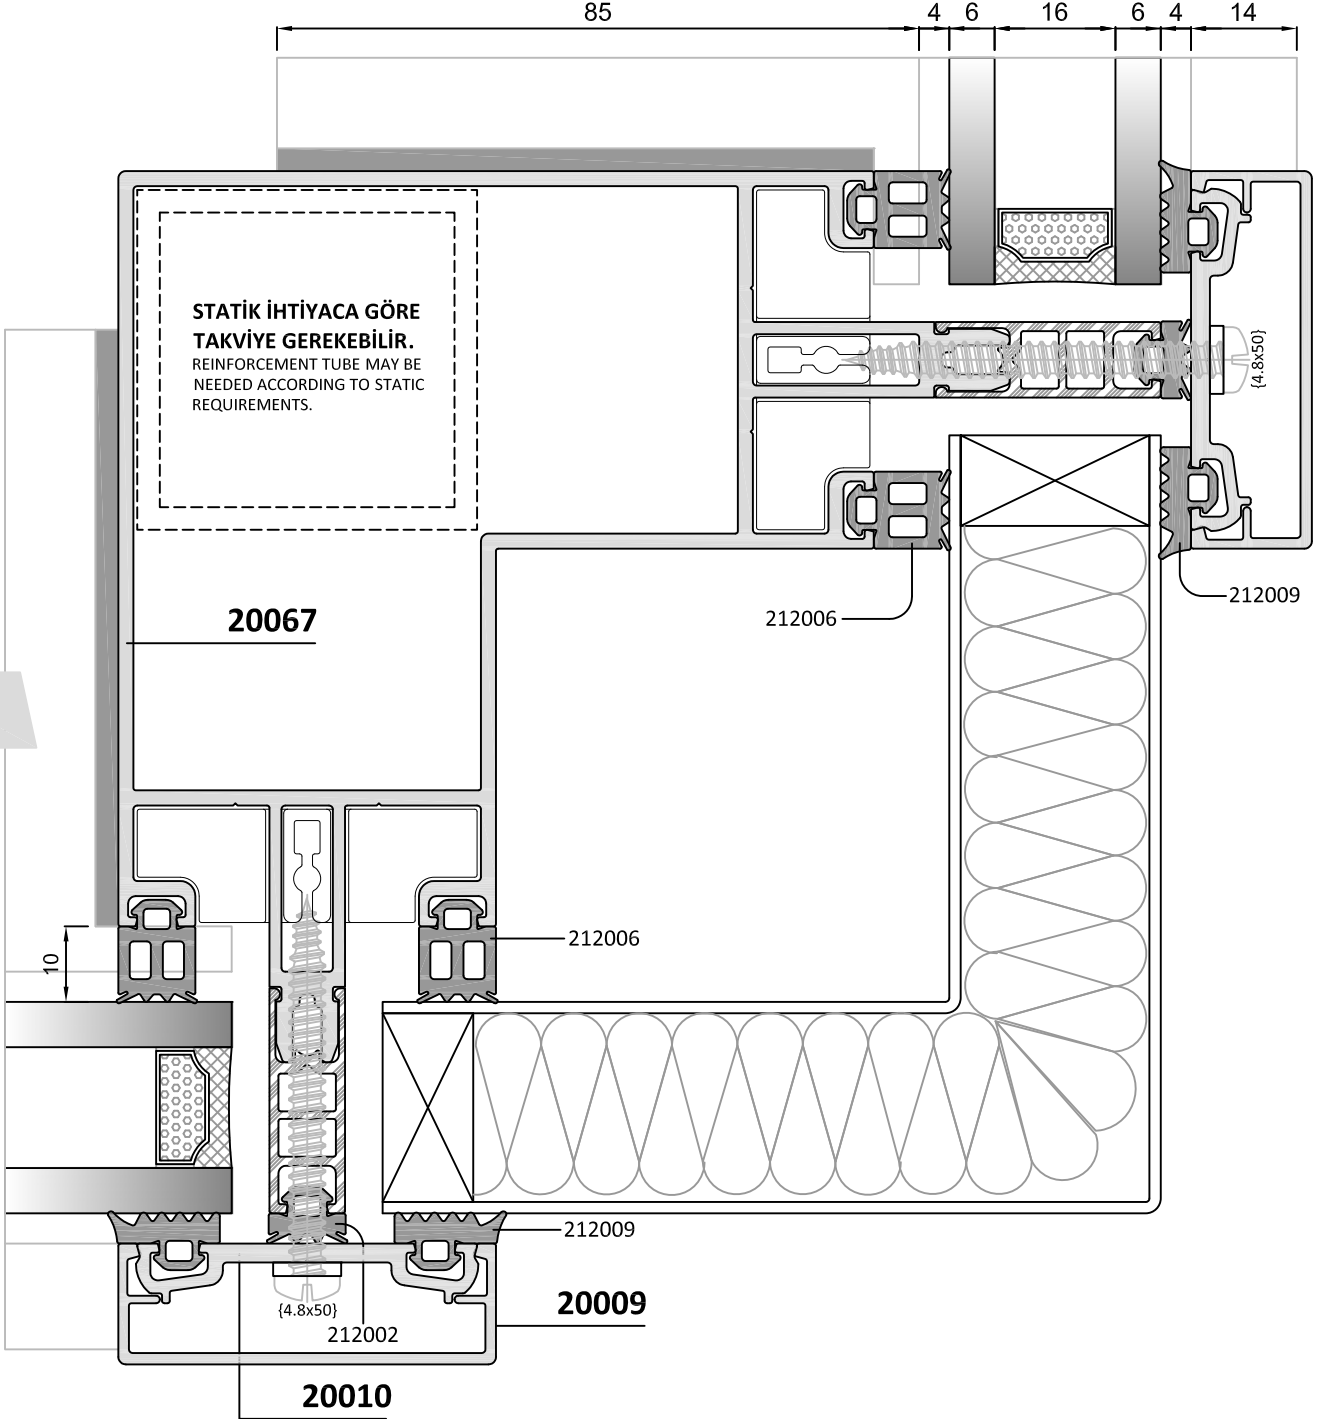 85
4
6
16
6
4
14
STATİK İHTİYACA GÖRE
TAKVİYE GEREKEBİLİR.
REINFORCEMENT TUBE MAY BE
NEEDED ACCORDING TO STATIC
REQUIREMENTS.
{4.8x50}
212009
212006
20067
212006
10
212009
20009
{4.8x50}
212002
20010